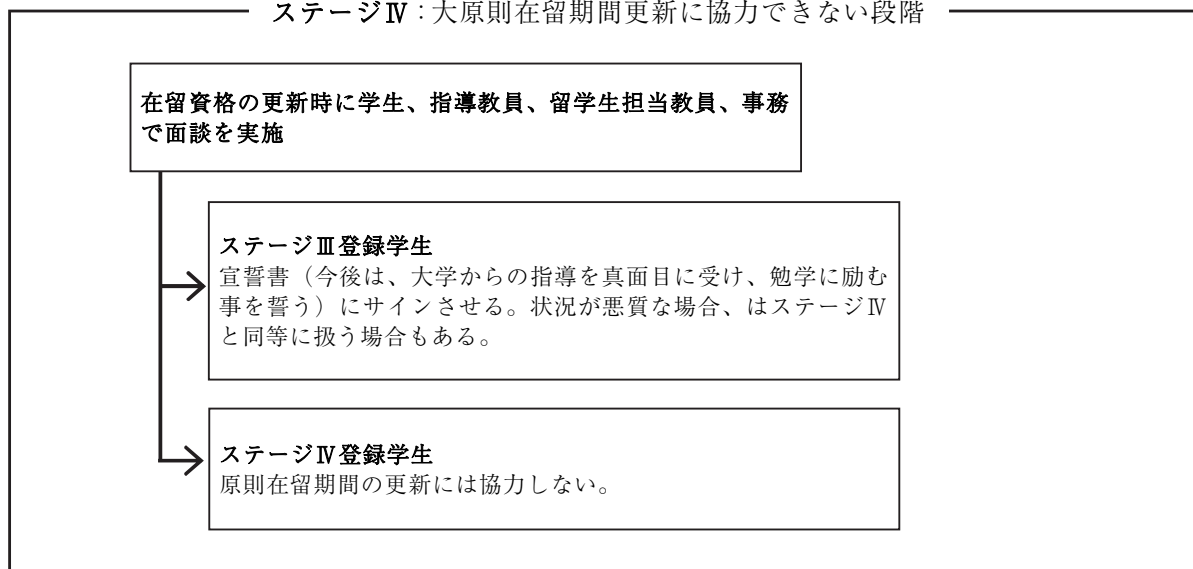 ステージⅣ：大原則在留期間更新に協力できない段階
在留資格の更新時に学生、指導教員、留学生担当教員、事務
で面談を実施
ステージⅢ登録学生
宣誓書（今後は、大学からの指導を真面目に受け、勉学に励む
事を誓う）にサインさせる。状況が悪質な場合、はステージⅣ
と同等に扱う場合もある。
ステージⅣ登録学生
原則在留期間の更新には協力しない。